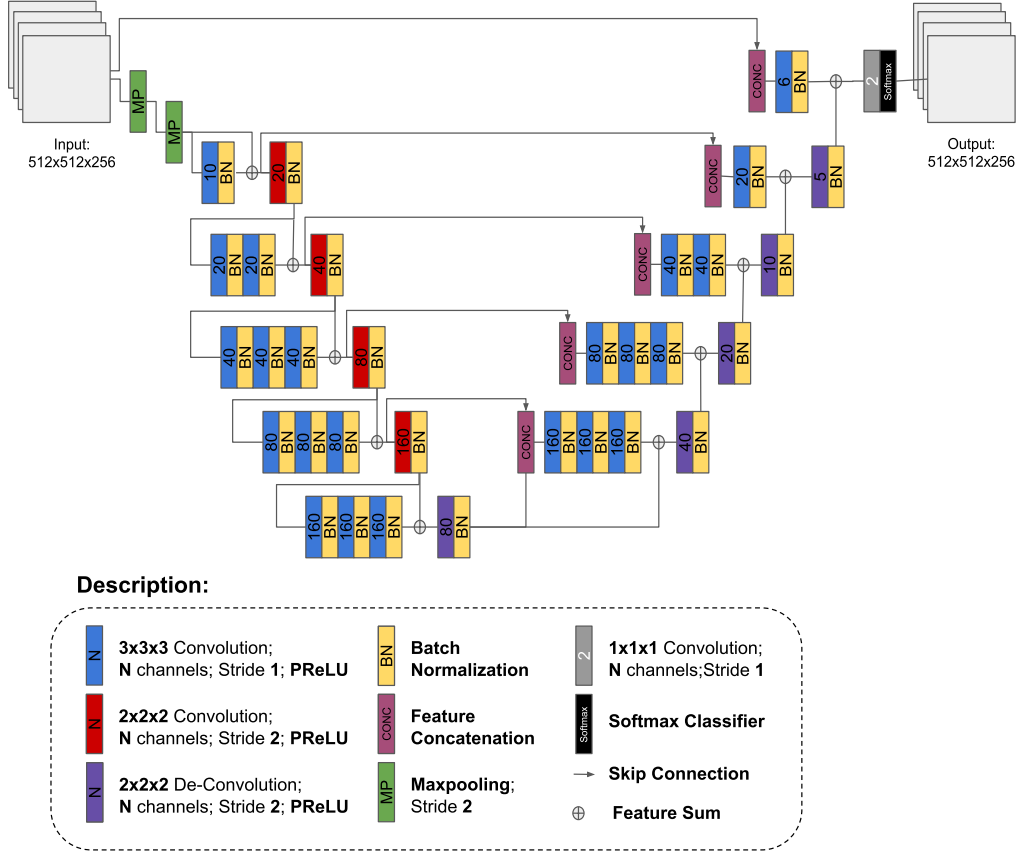 MP
MP
CONC
6
BN
2
Softmax
Input:
512x512x256
Output:
512x512x256
10
BN
20
BN
CONC
20
BN
5
BN
20
BN
20
BN
40
BN
CONC
40
BN
40
BN
10
BN
40
BN
40
BN
40
BN
80
BN
CONC
80
BN
80
BN
80
BN
20
BN
80
BN
80
BN
80
BN
160
BN
CONC
160
BN
160
BN
160
BN
40
BN
160
BN
160
BN
160
BN
80
BN
Description:
N
3x3x3 Convolution;
N channels; Stride 1; PReLU
BN
Batch
Normalization
2
1x1x1 Convolution;
N channels;Stride 1
N
2x2x2 Convolution;
N channels; Stride 2; PReLU
CONC
Feature
Concatenation
Softmax
Softmax Classifier
N
2x2x2 De-Convolution;
N channels; Stride 2; PReLU
MP
Maxpooling;
Stride 2
Skip Connection
Feature Sum